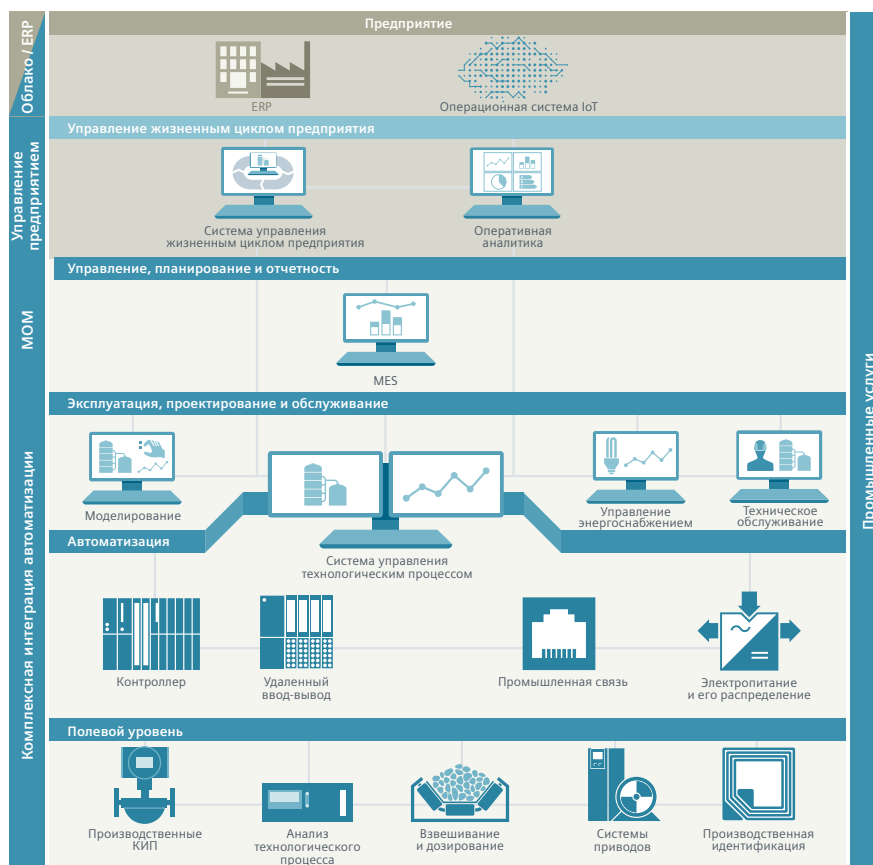 Предприятие
Облако / ERP
ERP
Операционная система IoT
Управление жизненным циклом предприятия
Управление
предприятием
Система управления
жизненным циклом предприятия
Оперативная
аналитика
Управление, планирование и отчетность
MOM
MES
Эксплуатация, проектирование и обслуживание
Моделирование
Управление
энергоснабжением
Техническое
обслуживание
Автоматизация
Система управления
технологическим процессом
Комплексная интеграция автоматизации
Контроллер
Удаленный
ввод-вывод
Промышленная связь
Электропитание
и его распределение
Полевой уровень
Производственные
КИП
Анализ
технологического
процесса
Взвешивание
и дозирование
Системы
приводов
Производственная
идентификация
Промышленные услуги